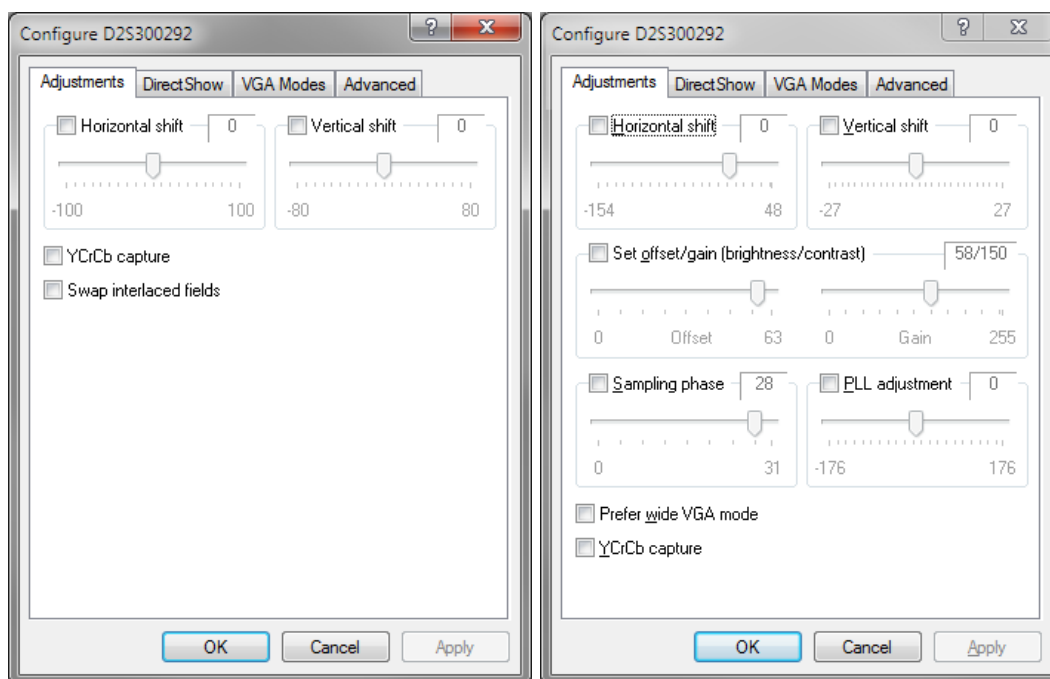 Configure D2S300292
Adjustments DirectShow VGA Modes Advanced
Horizontal shift 0 Vertical shift 0
-100 100 -80 80
YCrCb capture
Swap interlaced fields
OK Cancel Apply
Configure D2S300292
Adjustments DirectShow VGA Modes Advanced
Horizontal shift 0 Vertical shift 0
-154 48 -27 27
Set offset/gain (brightness/contrast) 58/150
0 Offset 63 0 Gain 255
Sampling phase 28 PLL adjustment 0
0 31 -176 176
Prefer wide VGA mode
YCrCb capture
OK Cancel Apply